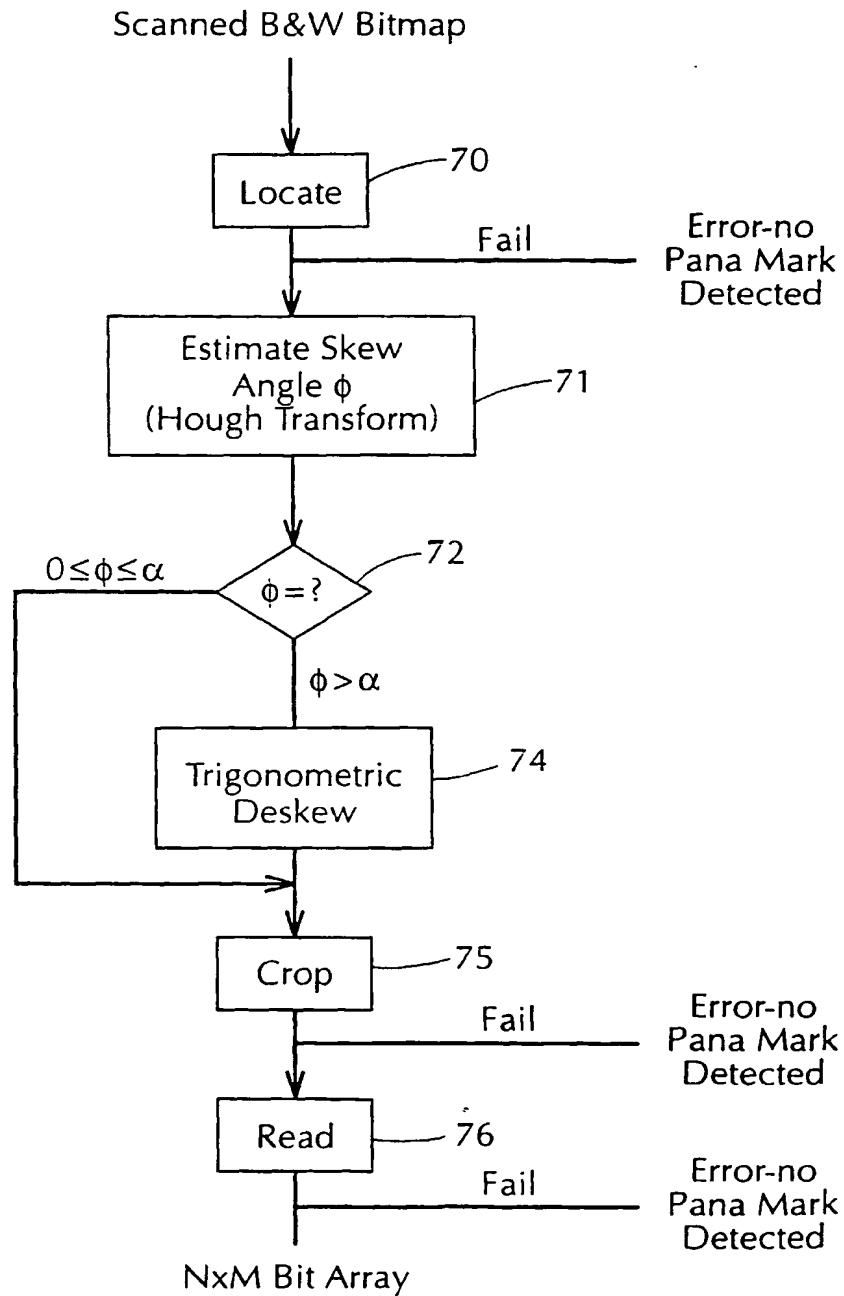 Scanned B&W Bitmap
70
Locate
Fail
Error-no
Pana Mark
Detected
Estimate Skew
Angle ϕ
(Hough Transform)
71
72
0≤ϕ≤α
ϕ=?
ϕ>α
Trigonometric
Deskew
74
Crop
75
Fail
Error-no
Pana Mark
Detected
Read
76
Fail
Error-no
Pana Mark
Detected
NxM Bit Array